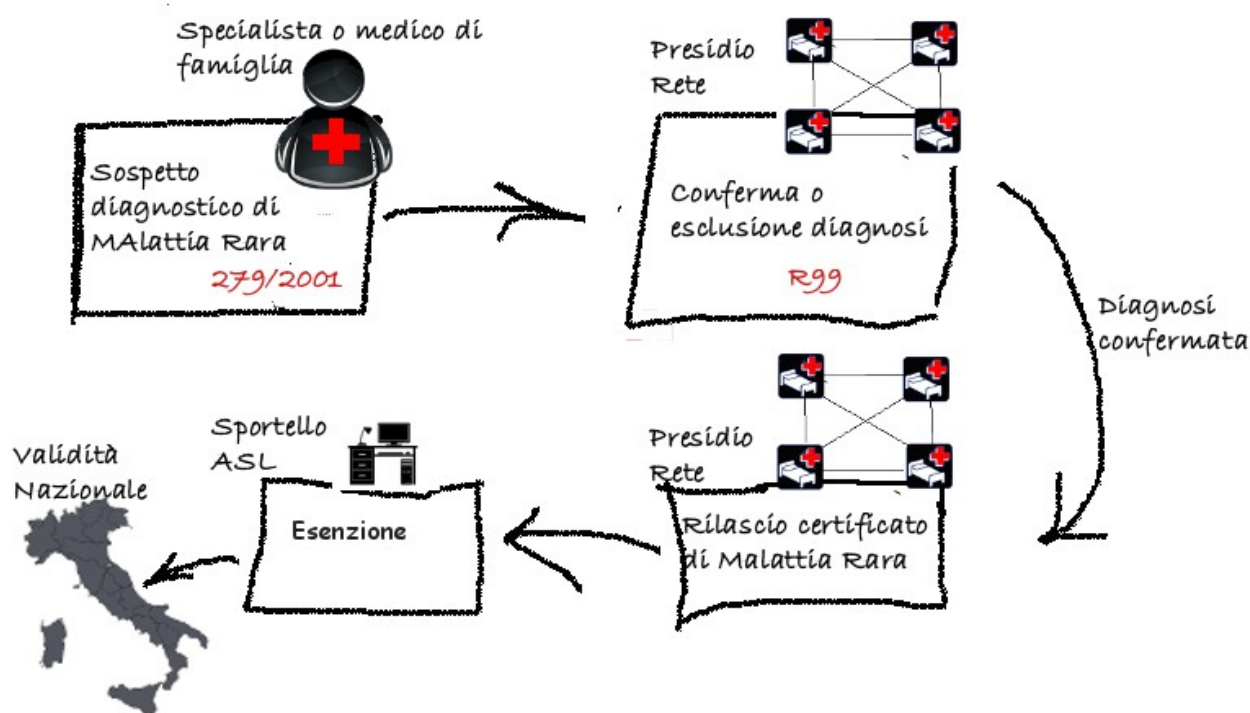 Specialista o medico di
famiglia
Sospetto
diagnostico di
MAlattia Rara
279/2001
Presidio
Rete
Conferma o
esclusione diagnosi
R99
Diagnosi
confermata
Presidio
Rete
Rilascio certificato
di Malattia Rara
Sportello
ASL
Esenzione
Validità
Nazionale